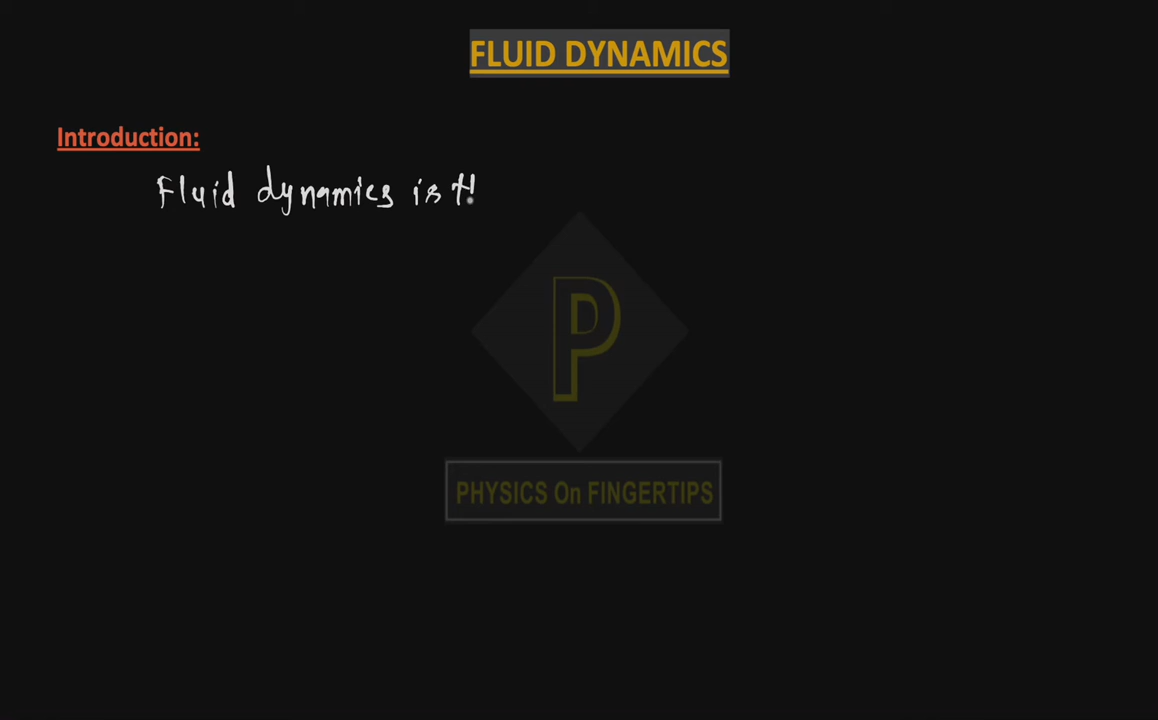 FLUID DYNAMICS
Introduction:
Fluid dynamics is
P
PHYSICS On FINGERTIPS